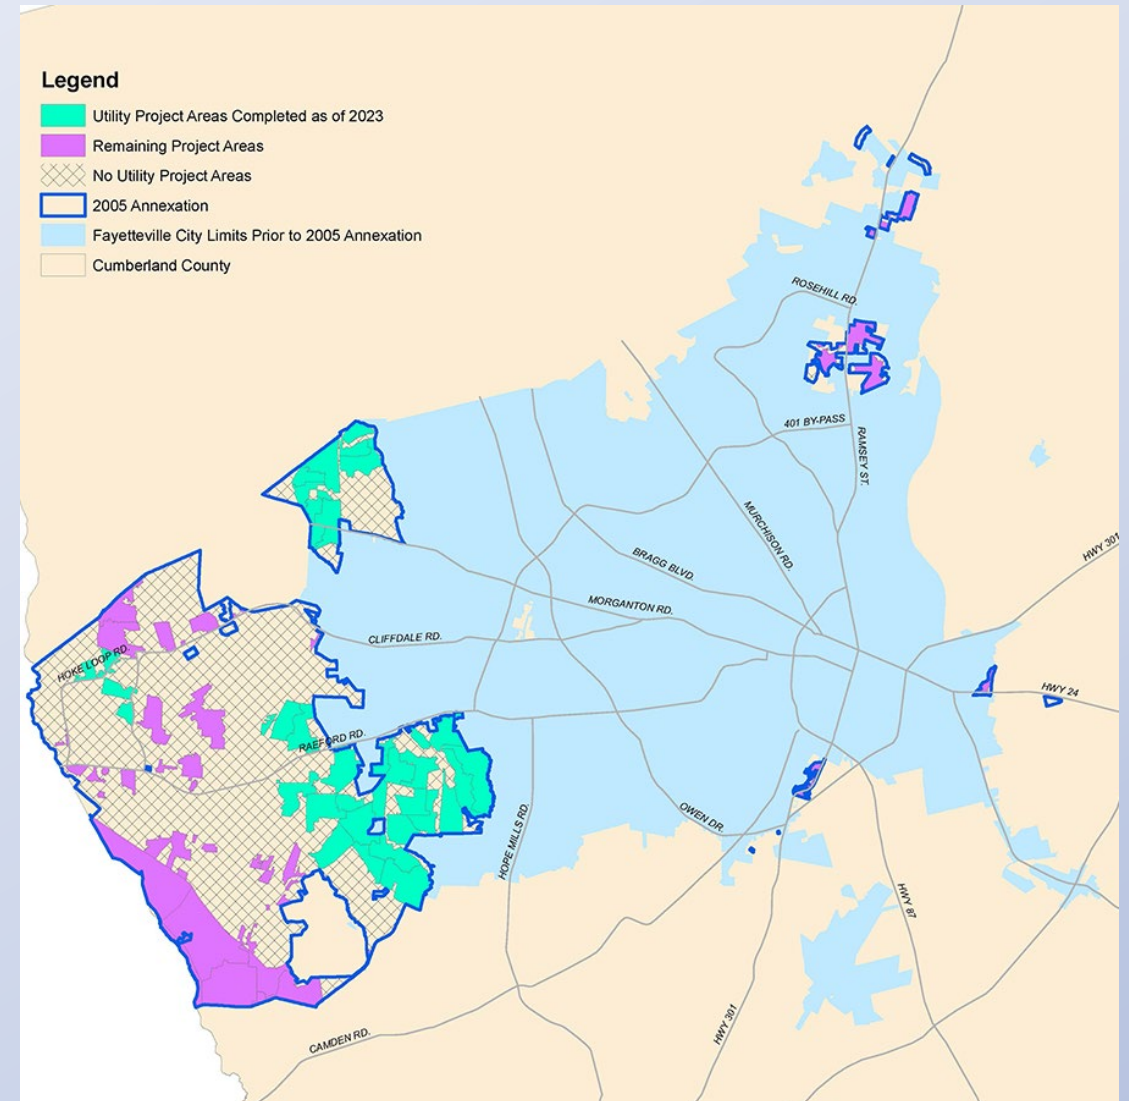 Legend
Utility Project Areas Completed as of 2023
Remaining Project Areas
No Utility Project Areas
2005 Annexation
Fayetteville City Limits Prior to 2005 Annexation
Cumberland County
ROSEHILL RD.
401 BY-PASS
RAMSEY ST.
MURCHISON RD.
HWY 301
BRAGG BLVD.
MORGANTON RD.
CLIFFDALE RD.
HOKE LOOP RD.
HWY 24
RAEFORD RD.
OWEN DR.
HOPE MILLS RD.
HWY 87
HWY 301
CAMDEN RD.